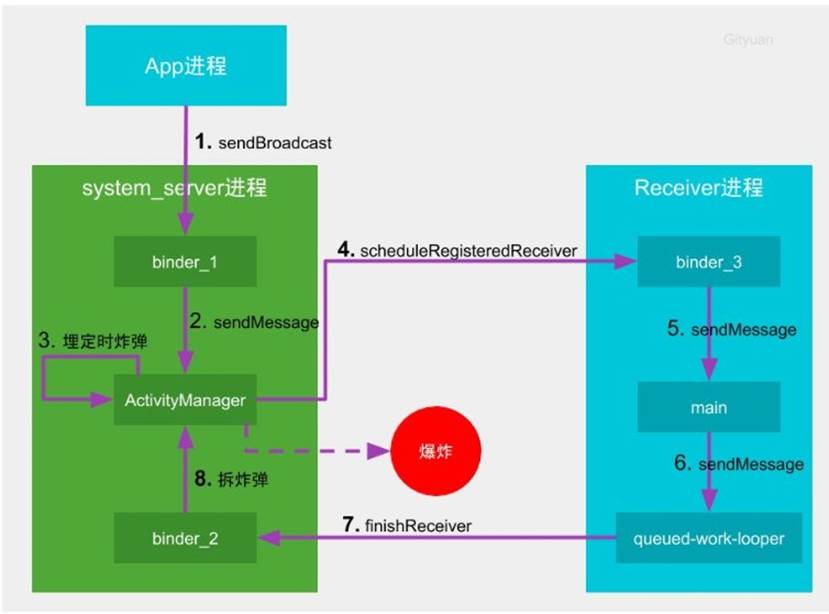 Gityuan
App进程
1. sendBroadcast
system_server进程
Receiver进程
binder_1
4. scheduleRegisteredReceiver
binder_3
2. sendMessage
5. sendMessage
3. 埋定时炸弹
ActivityManager
main
爆炸
6. sendMessage
8. 拆炸弹
7. finishReceiver
binder_2
queued-work-looper